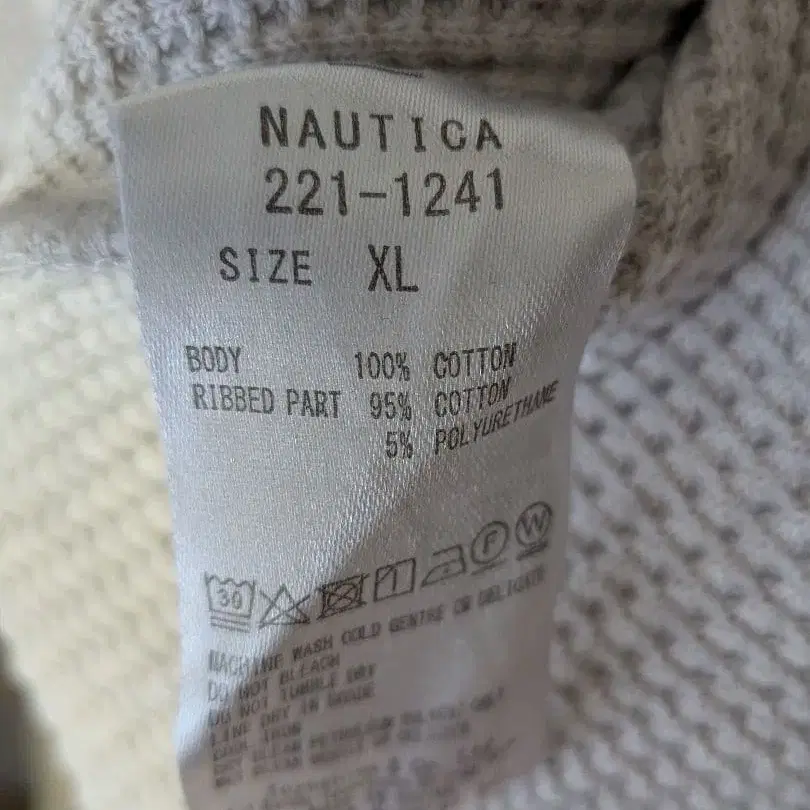 NAUTICA
221-1241
SIZE XL
BODY 100% COTTON
RIBBED PART 95% COTTON
5% POLYURETHANE
30 F W
MACHINE WASH COLD GENTRE OR DELICATE
DO NOT BLEACH
DO NOT TUMBLE DRY
LINE DRY IN SHADE